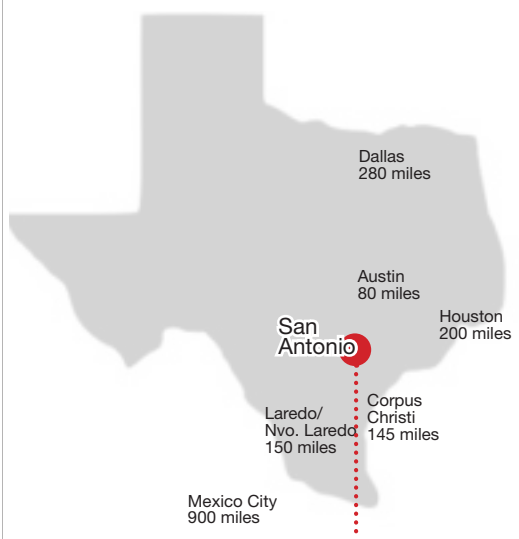 Dallas
280 miles
Austin
80 miles
Houston
200 miles
San
Antonio
Corpus
Christi
145 miles
Laredo/
Nvo. Laredo
150 miles
Mexico City
900 miles